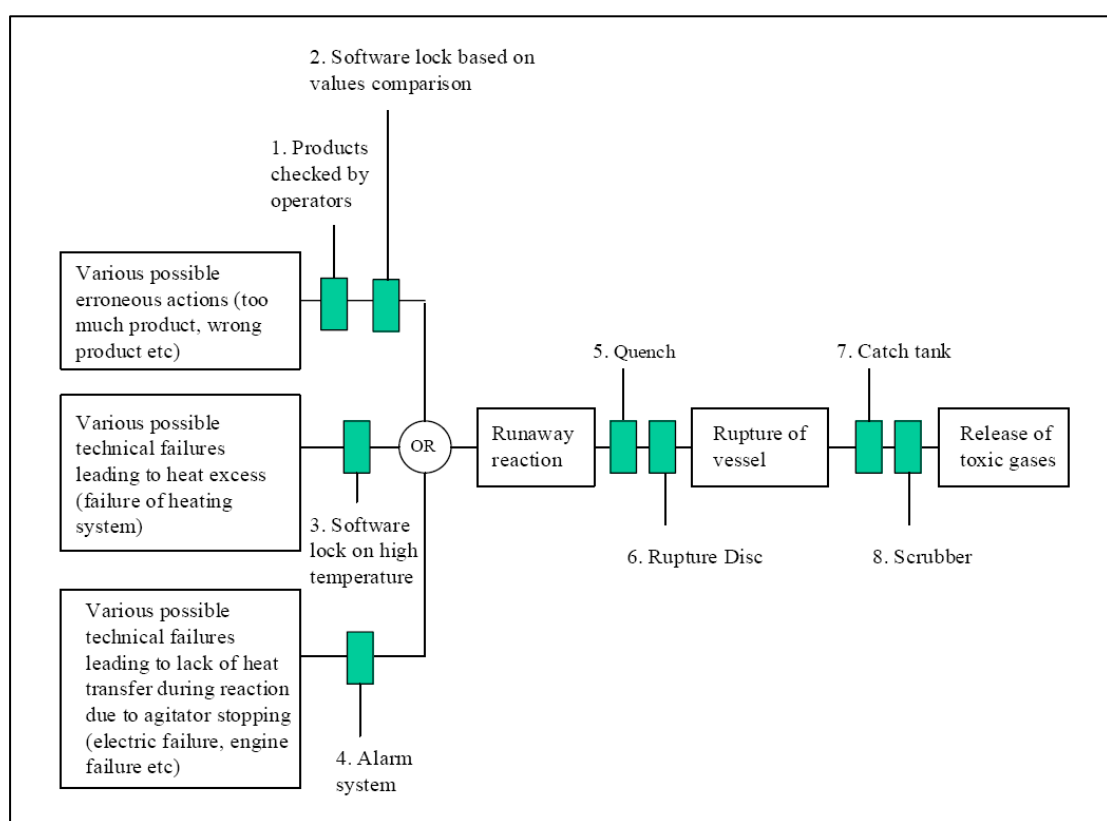 2. Software lock based on
values comparison
1. Products
checked by
operators
Various possible
erroneous actions (too
much product, wrong
product etc)
5. Quench
7. Catch tank
Various possible
technical failures
leading to heat excess
(failure of heating
system)
OR
Runaway
reaction
Rupture of
vessel
Release of
toxic gases
3. Software
lock on high
temperature
6. Rupture Disc
8. Scrubber
Various possible
technical failures
leading to lack of heat
transfer during reaction
due to agitator stopping
(electric failure, engine
failure etc)
4. Alarm
system